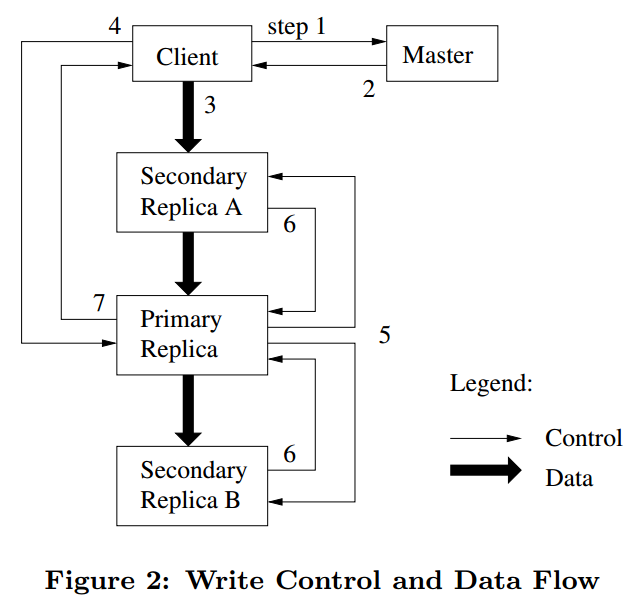 4
step 1
Client
Master
2
3
Secondary
Replica A
6
7
Primary
Replica
5
Legend:
Control
Data
6
Secondary
Replica B
Figure 2: Write Control and Data Flow